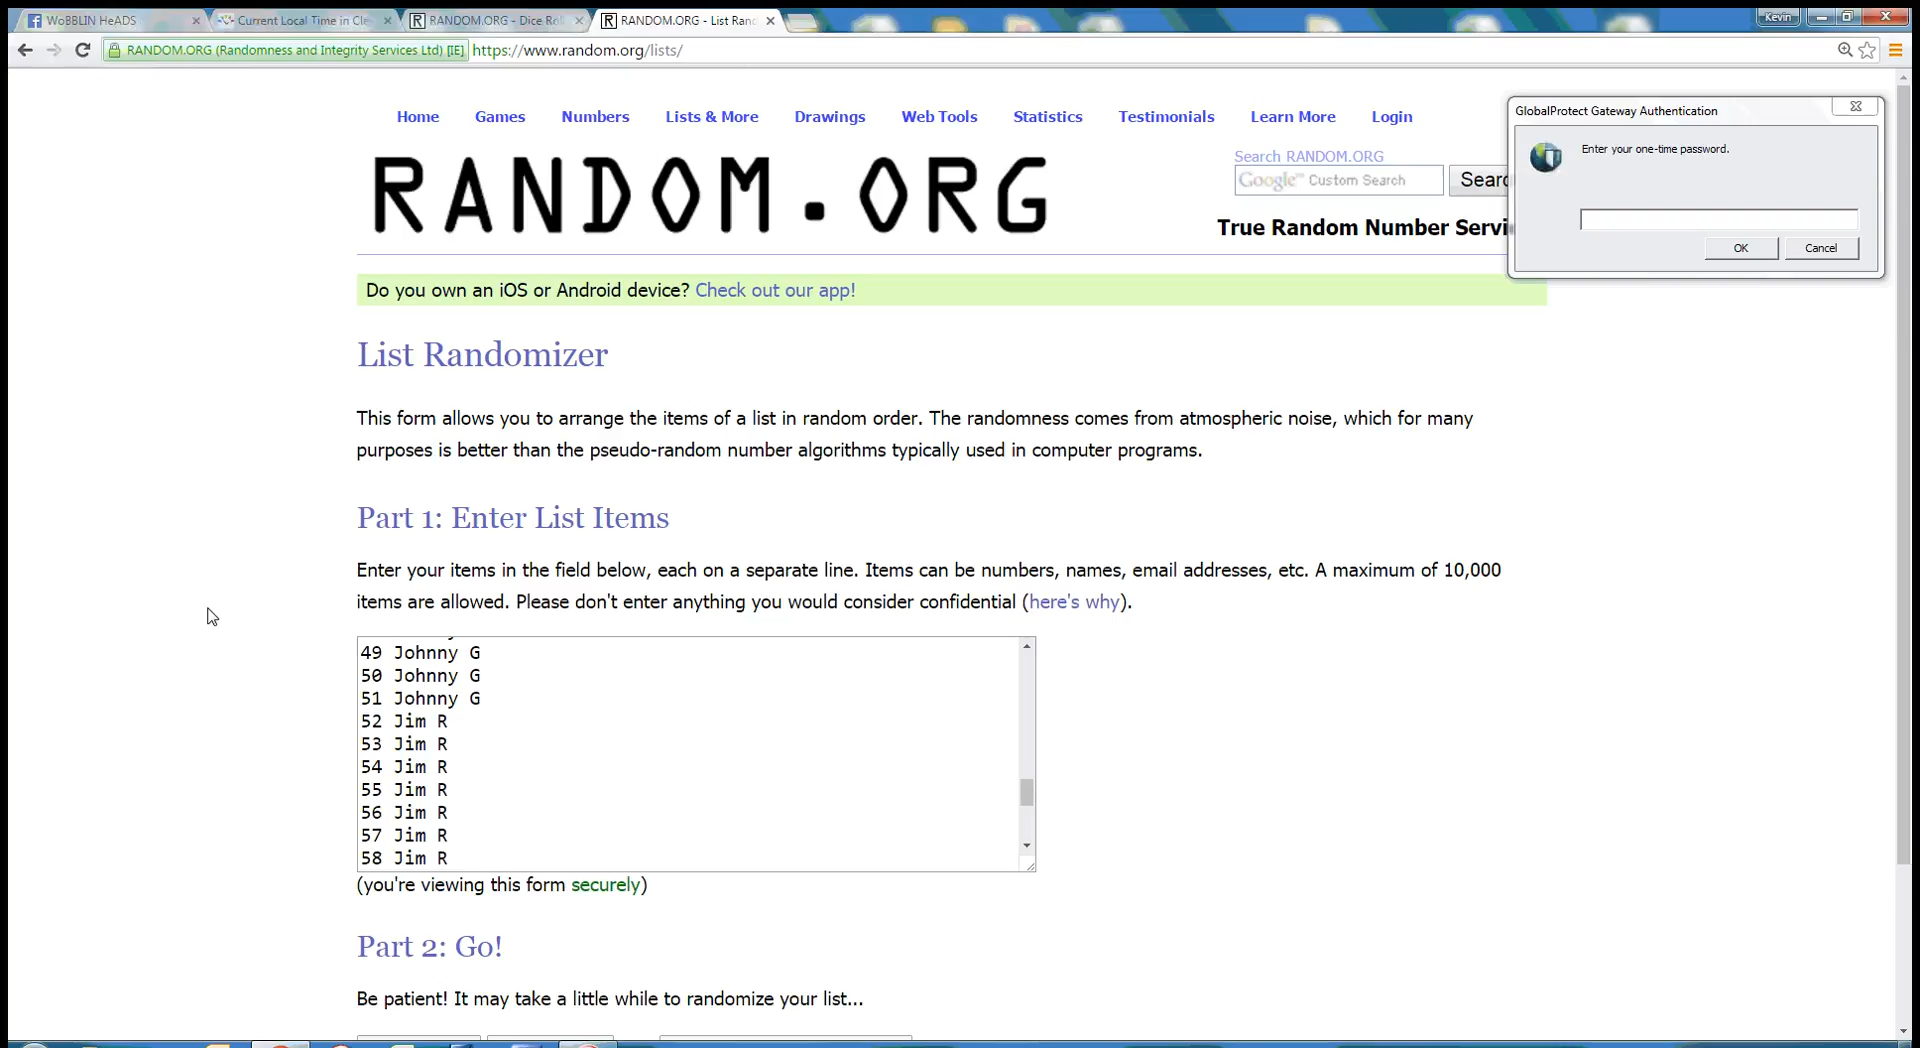 WoBBLIN HeADS
Current Local Time in Cle
RANDOM.ORG - Dice Rol
RANDOM.ORG - List Ran
Kevin
RANDOM.ORG (Randomness and Integrity Services Ltd) [IE]
https://www.random.org/lists/
Home
Games
Numbers
Lists & More
Drawings
Web Tools
Statistics
Testimonials
Learn More
Login
RANDOM.ORG
Search RANDOM.ORG
Google™ Custom Search
Searc
True Random Number Servi
GlobalProtect Gateway Authentication
Enter your one-time password.
OK
Cancel
Do you own an iOS or Android device? Check out our app!
List Randomizer
This form allows you to arrange the items of a list in random order. The randomness comes from atmospheric noise, which for many
purposes is better than the pseudo-random number algorithms typically used in computer programs.
Part 1: Enter List Items
Enter your items in the field below, each on a separate line. Items can be numbers, names, email addresses, etc. A maximum of 10,000
items are allowed. Please don't enter anything you would consider confidential (here's why).
49 Johnny G
50 Johnny G
51 Johnny G
52 Jim R
53 Jim R
54 Jim R
55 Jim R
56 Jim R
57 Jim R
58 Jim R
(you're viewing this form securely)
Part 2: Go!
Be patient! It may take a little while to randomize your list...